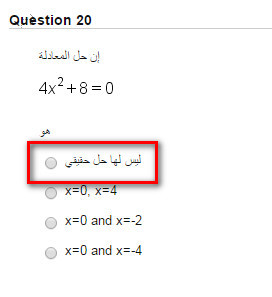 Question 20
إن حل المعادلة
4x²+8=0
هو
ليس لها حل حقيقي
x=0, x=4
x=0 and x=-2
x=0 and x=-4